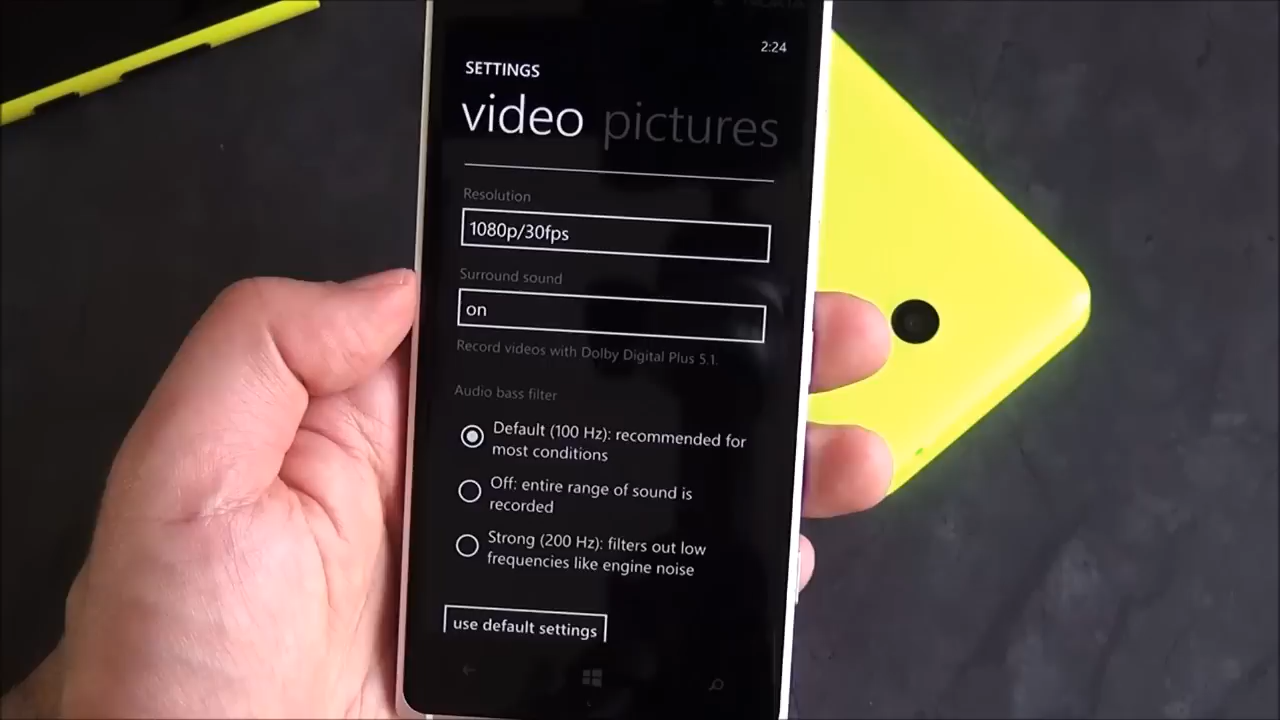 2:24
SETTINGS
video pictures
Resolution
1080p/30fps
Surround sound
on
Record videos with Dolby Digital Plus 5.1.
Audio bass filter
Default (100 Hz): recommended for
most conditions
Off: entire range of sound is
recorded
Strong (200 Hz): filters out low
frequencies like engine noise
use default settings